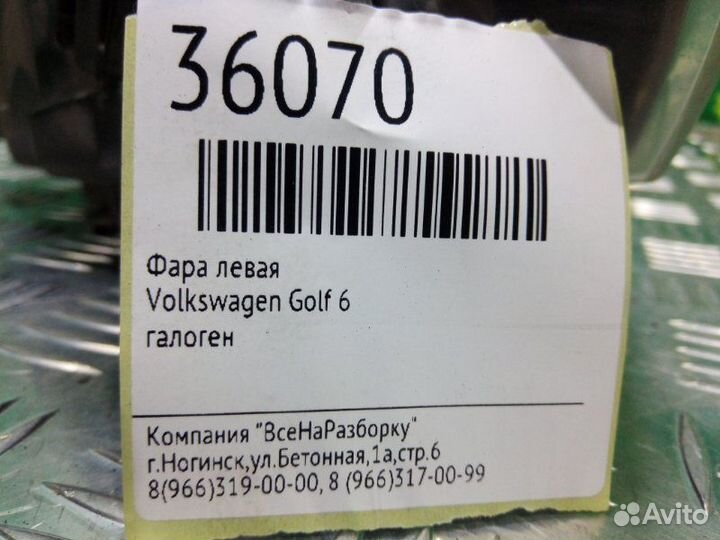 36070
Фара левая
Volkswagen Golf 6
галоген
Компания "ВсеНаРазборку"
г.Ногинск,ул.Бетонная,1а,стр.6
8(966)319-00-00, 8 (966)317-00-99
Avito